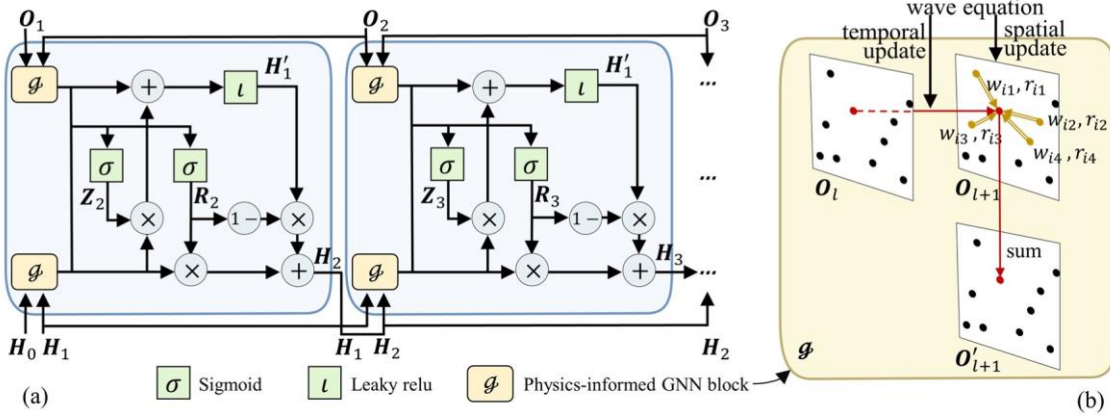 O₁ O₂ O₃
𝒢 + ι H′₁ 𝒢 + ι H′₁ ...
σ σ σ σ
Z₂ × R₂ 1− × Z₃ × R₃ 1− × ...
𝒢 × + H₂ 𝒢 × + H₃ ...
H₀ H₁ H₁ H₂ H₂
(a) σ Sigmoid ι Leaky relu 𝒢 Physics-informed GNN block
wave equation
temporal update
spatial update
wᵢ₁, rᵢ₁
wᵢ₂, rᵢ₂
wᵢ₃, rᵢ₃
wᵢ₄, rᵢ₄
Oₗ Oₗ₊₁
sum
𝒢 O′ₗ₊₁
(b)